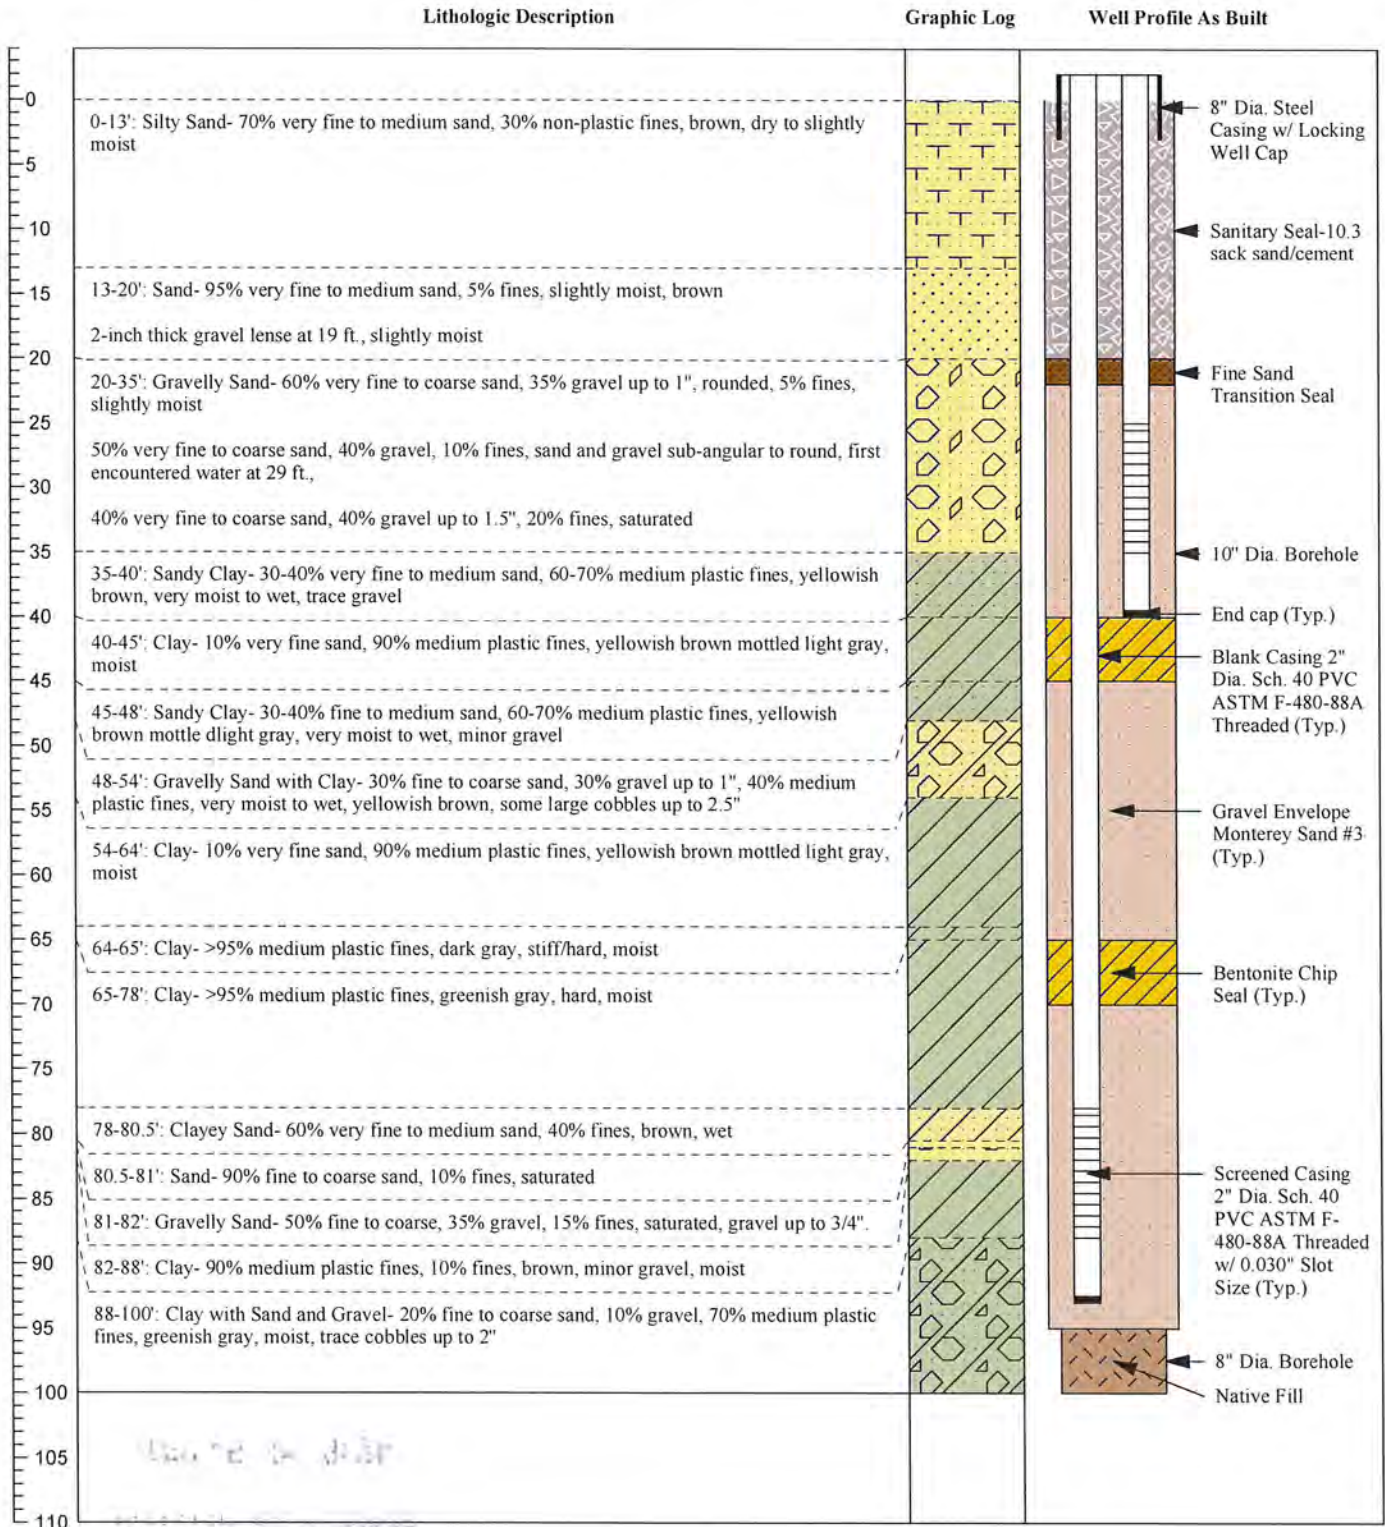 Lithologic Description
Graphic Log
Well Profile As Built
0
5
10
15
20
25
30
35
40
45
50
55
60
65
70
75
80
85
90
95
100
105
110
0-13': Silty Sand- 70% very fine to medium sand, 30% non-plastic fines, brown, dry to slightly
moist
13-20': Sand- 95% very fine to medium sand, 5% fines, slightly moist, brown
2-inch thick gravel lense at 19 ft., slightly moist
20-35': Gravelly Sand- 60% very fine to coarse sand, 35% gravel up to 1", rounded, 5% fines,
slightly moist
50% very fine to coarse sand, 40% gravel, 10% fines, sand and gravel sub-angular to round, first
encountered water at 29 ft.,
40% very fine to coarse sand, 40% gravel up to 1.5", 20% fines, saturated
35-40': Sandy Clay- 30-40% very fine to medium sand, 60-70% medium plastic fines, yellowish
brown, very moist to wet, trace gravel
40-45': Clay- 10% very fine sand, 90% medium plastic fines, yellowish brown mottled light gray,
moist
45-48': Sandy Clay- 30-40% fine to medium sand, 60-70% medium plastic fines, yellowish
brown mottle dlight gray, very moist to wet, minor gravel
48-54': Gravelly Sand with Clay- 30% fine to coarse sand, 30% gravel up to 1", 40% medium
plastic fines, very moist to wet, yellowish brown, some large cobbles up to 2.5"
54-64': Clay- 10% very fine sand, 90% medium plastic fines, yellowish brown mottled light gray,
moist
64-65': Clay- >95% medium plastic fines, dark gray, stiff/hard, moist
65-78': Clay- >95% medium plastic fines, greenish gray, hard, moist
78-80.5': Clayey Sand- 60% very fine to medium sand, 40% fines, brown, wet
80.5-81': Sand- 90% fine to coarse sand, 10% fines, saturated
81-82': Gravelly Sand- 50% fine to coarse, 35% gravel, 15% fines, saturated, gravel up to 3/4".
82-88': Clay- 90% medium plastic fines, 10% fines, brown, minor gravel, moist
88-100': Clay with Sand and Gravel- 20% fine to coarse sand, 10% gravel, 70% medium plastic
fines, greenish gray, moist, trace cobbles up to 2"
8" Dia. Steel
Casing w/ Locking
Well Cap
Sanitary Seal-10.3
sack sand/cement
Fine Sand
Transition Seal
10" Dia. Borehole
End cap (Typ.)
Blank Casing 2"
Dia. Sch. 40 PVC
ASTM F-480-88A
Threaded (Typ.)
Gravel Envelope
Monterey Sand #3
(Typ.)
Bentonite Chip
Seal (Typ.)
Screened Casing
2" Dia. Sch. 40
PVC ASTM F-
480-88A Threaded
w/ 0.030" Slot
Size (Typ.)
8" Dia. Borehole
Native Fill